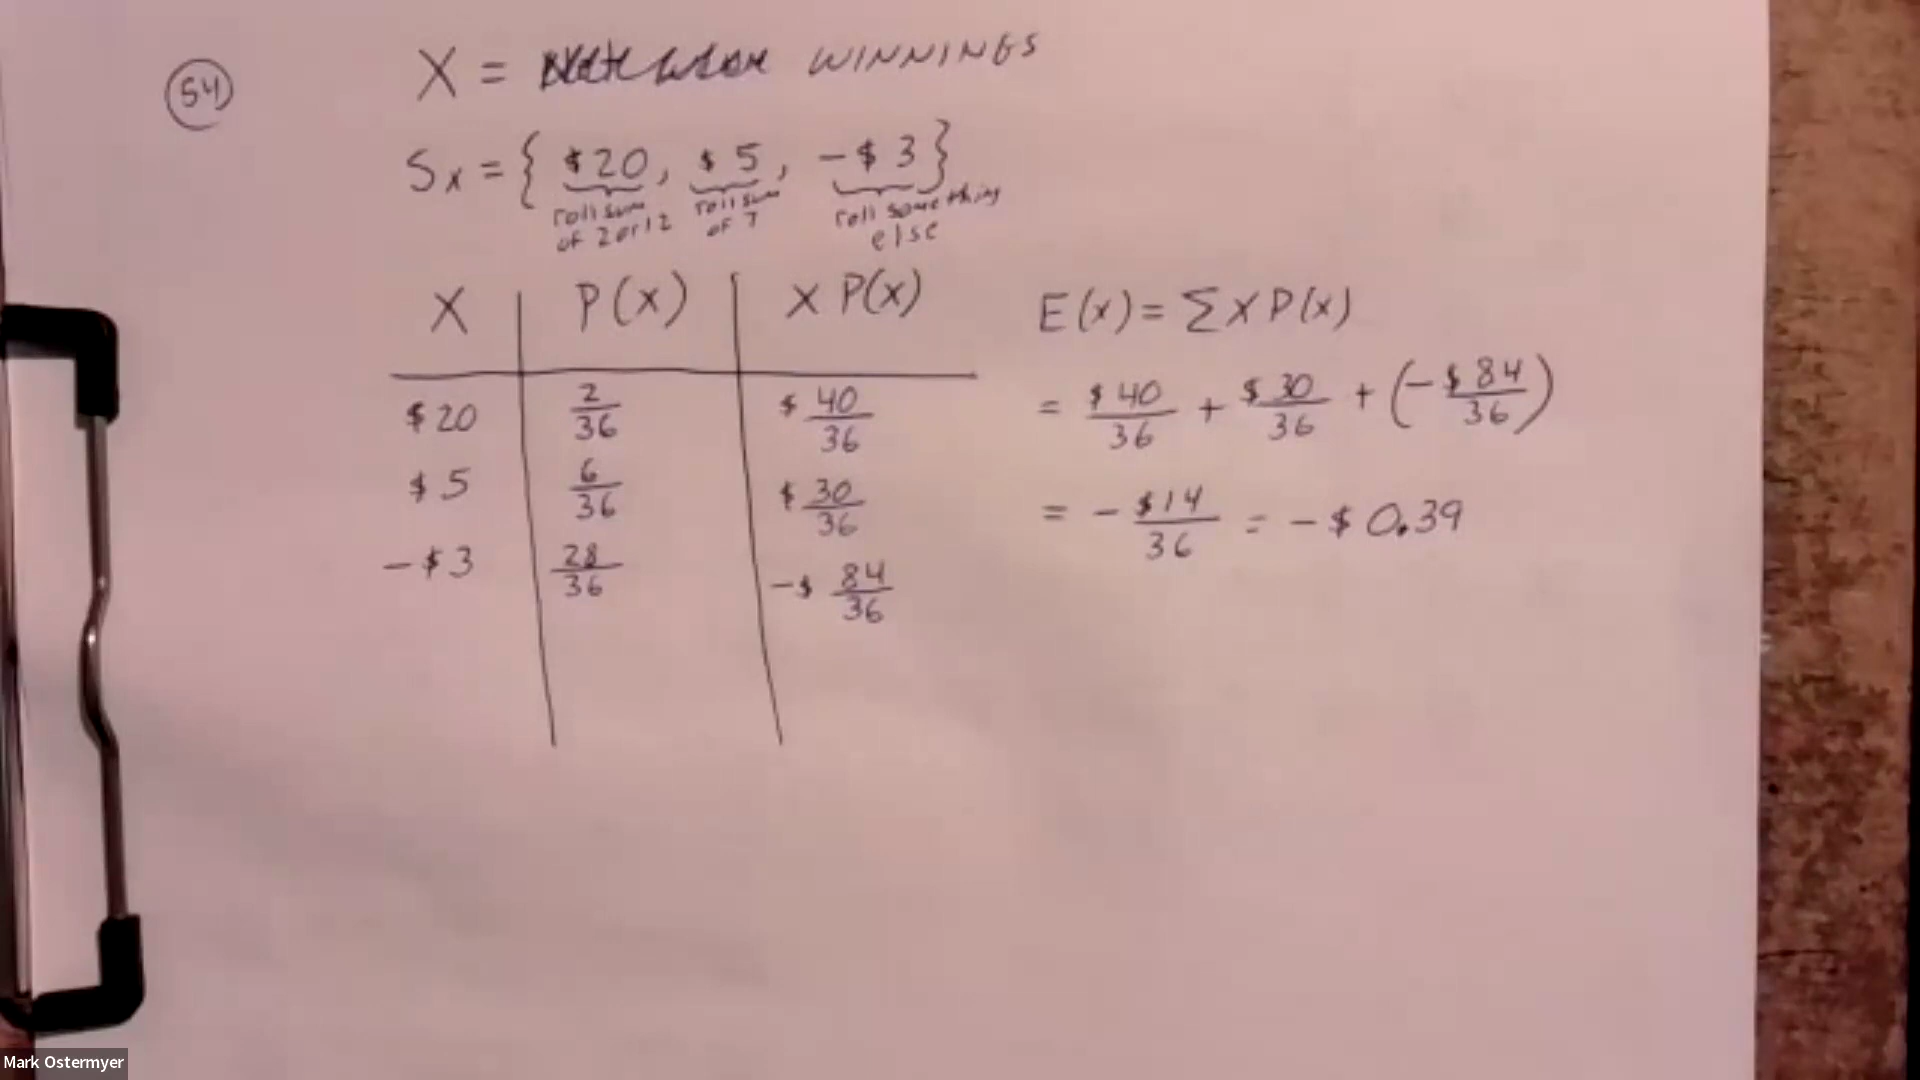 54
X = WINNINGS
Sx = { $20, $5, -$3 }
roll sum of 2 or 12
roll sum of 7
roll something else
X | P(x) | X P(x)
$20 | 2/36 | $ 40/36
$5 | 6/36 | $ 30/36
-$3 | 28/36 | -$ 84/36
E(x) = Σ X P(x)
= $40/36 + $30/36 + (-$84/36)
= -$14/36 = -$0.39
Mark Ostermyer